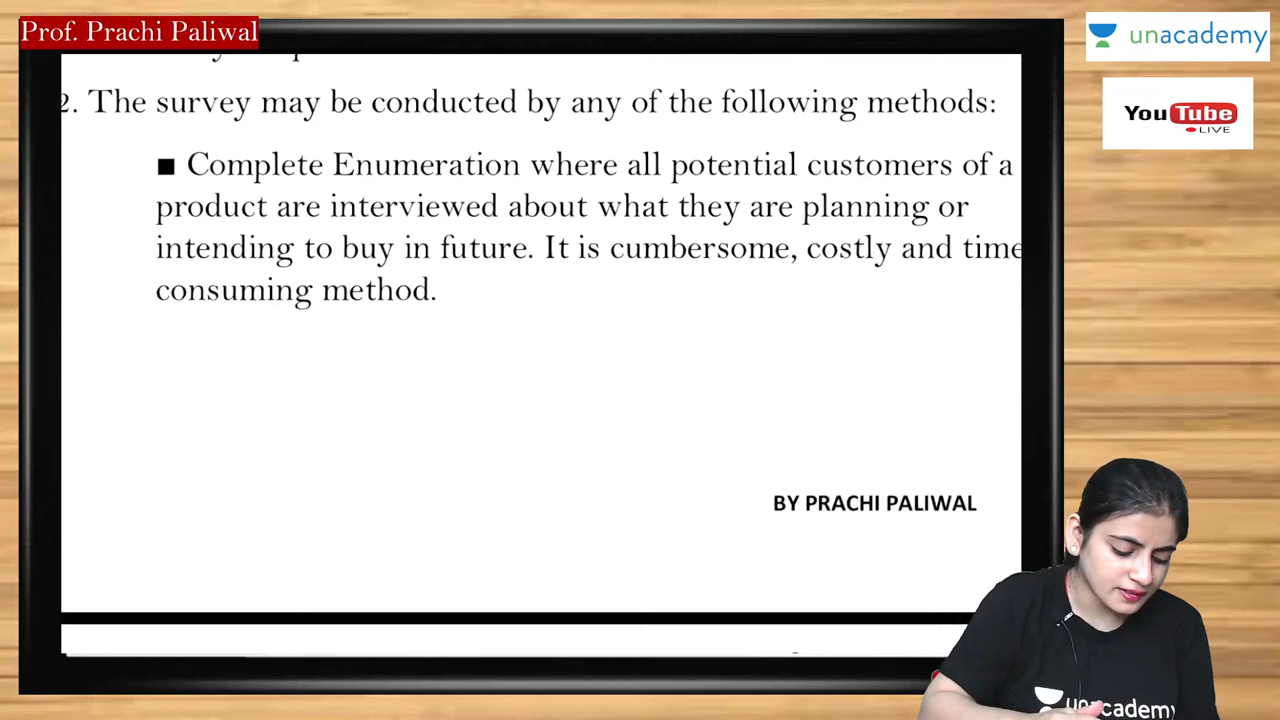 Prof. Prachi Paliwal
unacademy
YouTube
LIVE
2. The survey may be conducted by any of the following methods:
■ Complete Enumeration where all potential customers of a
product are interviewed about what they are planning or
intending to buy in future. It is cumbersome, costly and time
consuming method.
BY PRACHI PALIWAL
unacademy